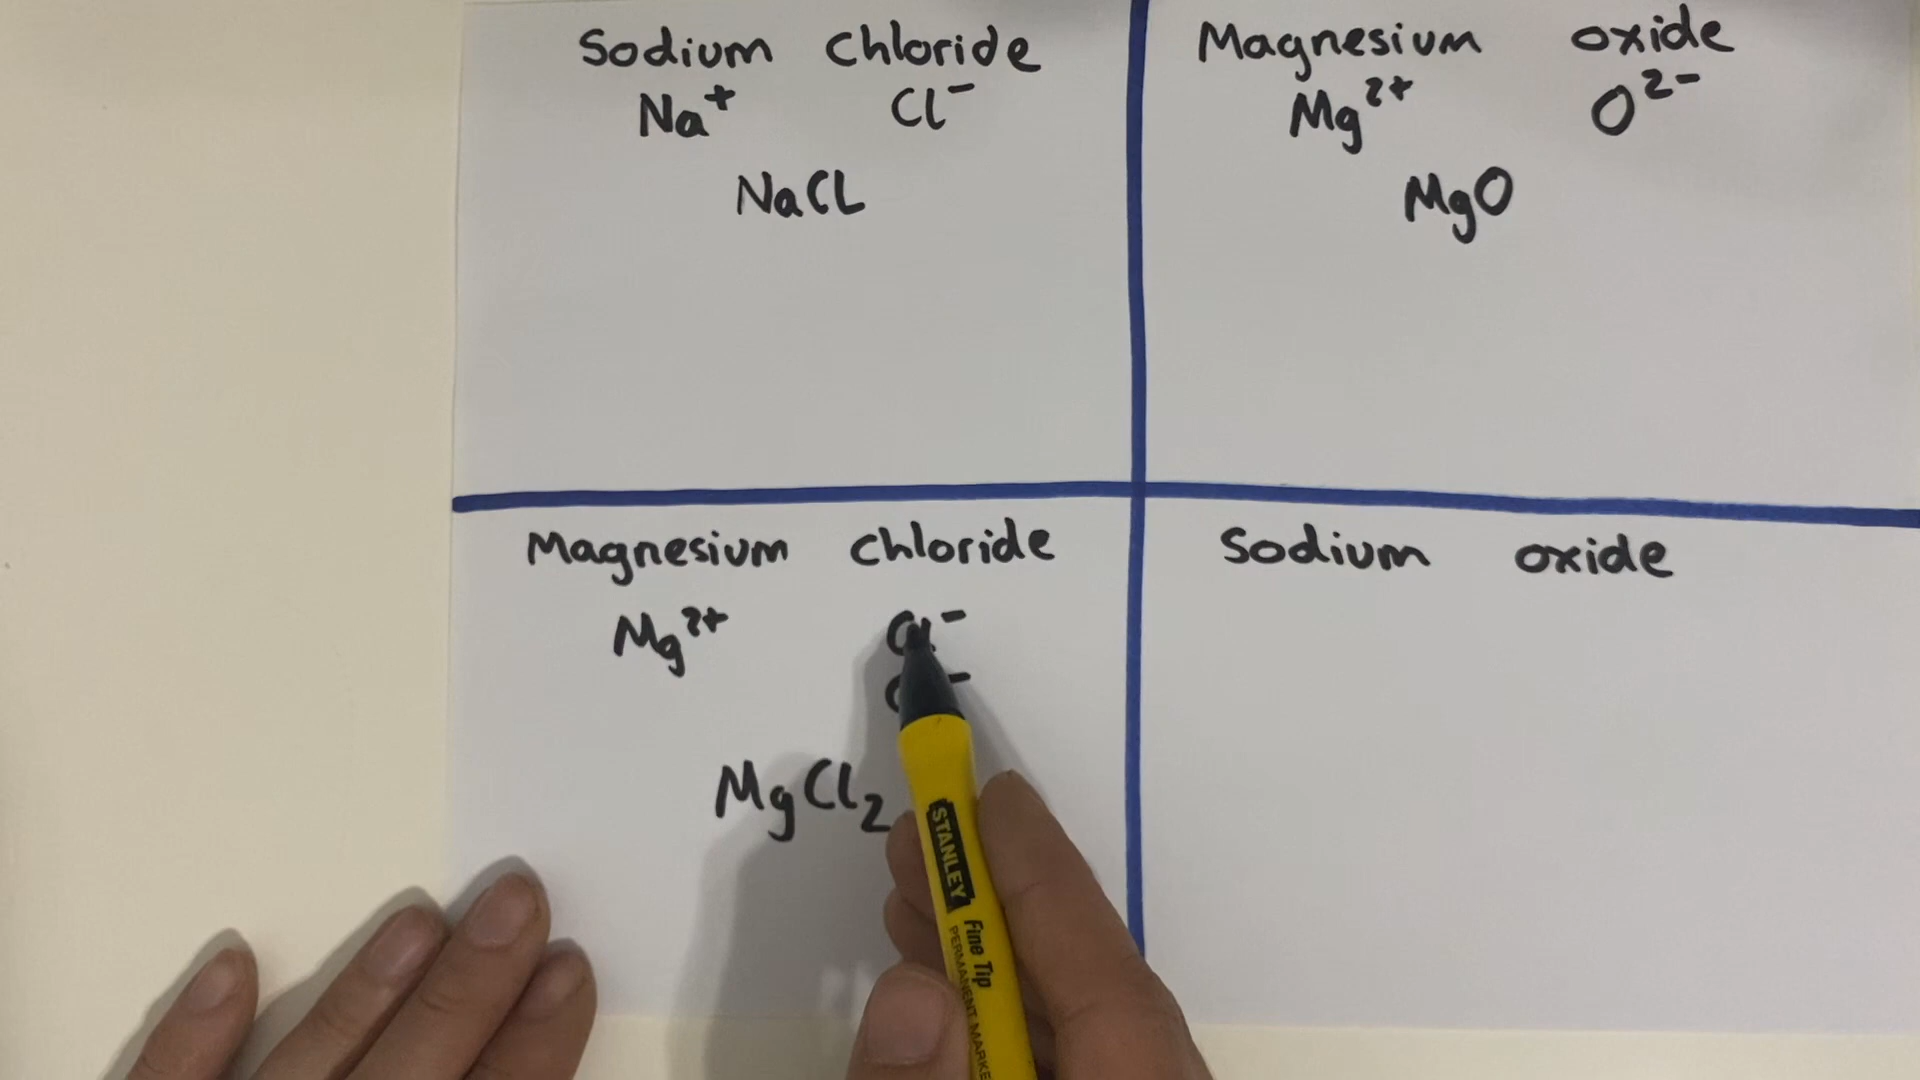 Sodium Chloride
Na⁺ Cl⁻
NaCL
Magnesium oxide
Mg²⁺ O²⁻
MgO
Magnesium chloride
Mg²⁺ Cl⁻
MgCl₂
Sodium oxide
STANLEY
Fine Tip